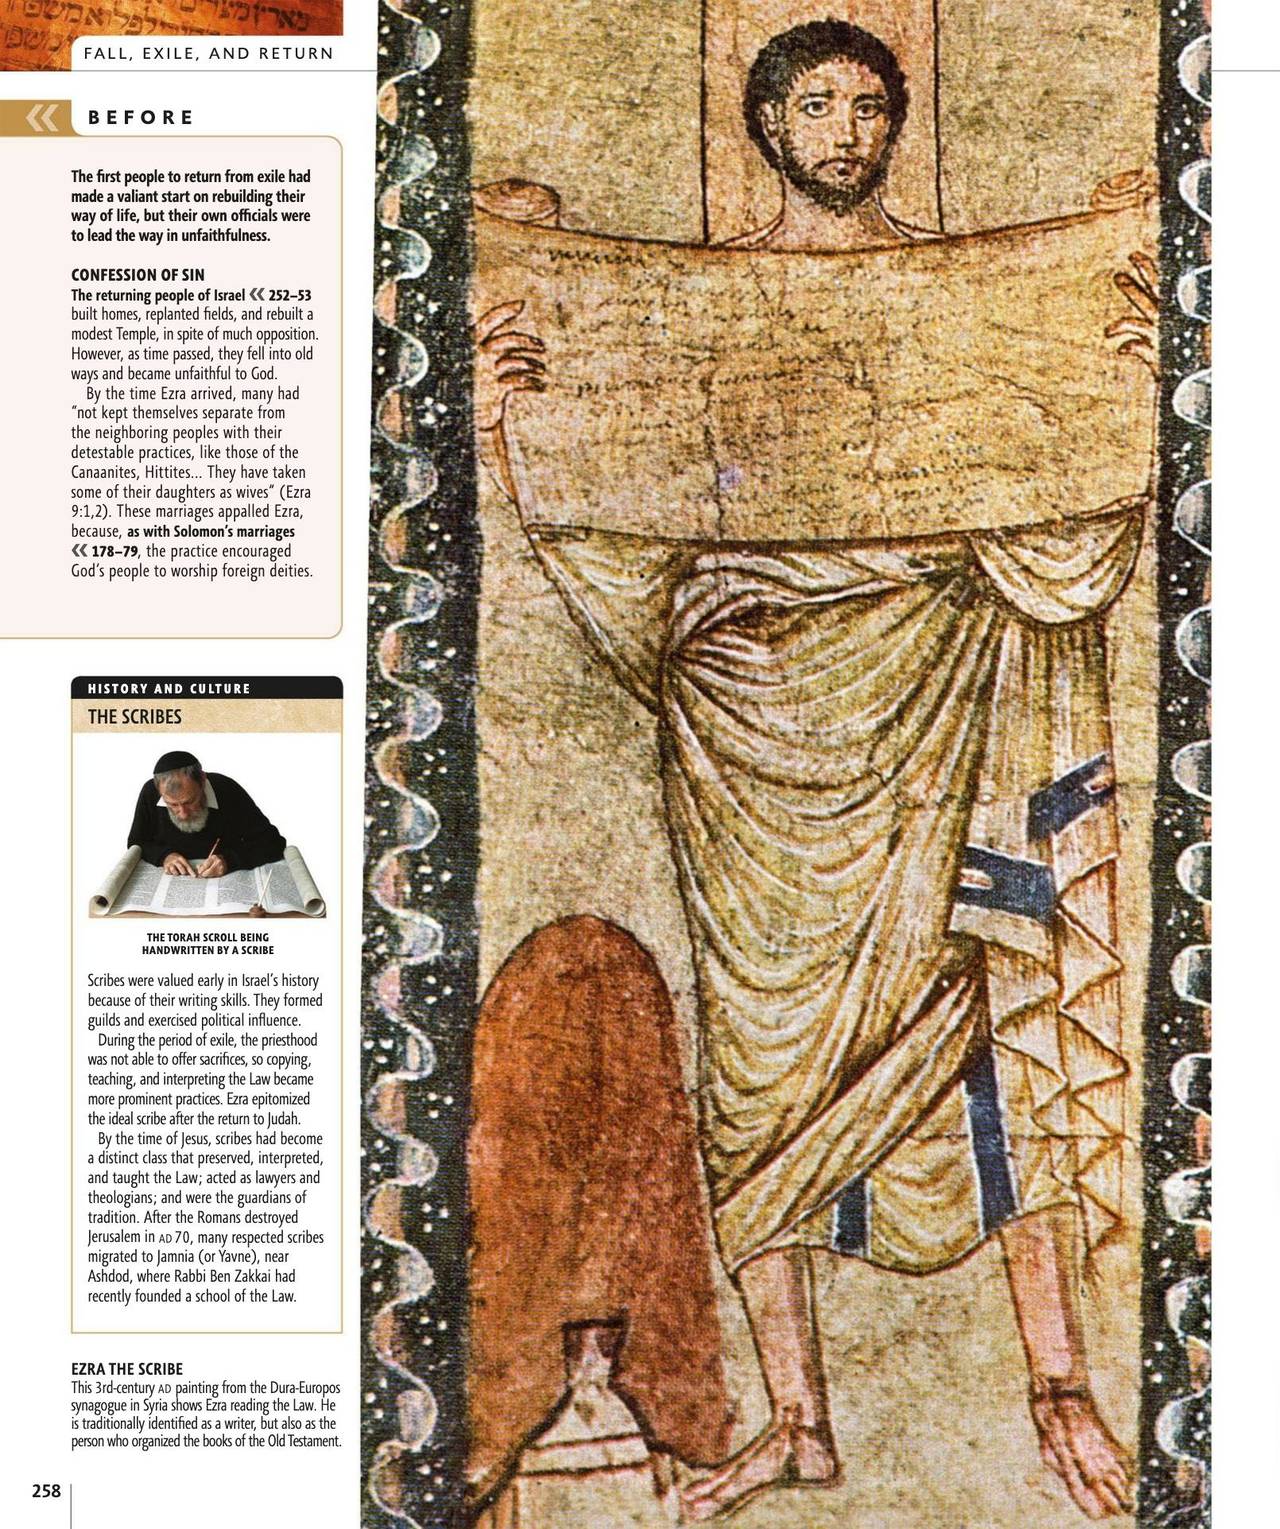 FALL, EXILE, AND RETURN
BEFORE
The first people to return from exile had
made a valiant start on rebuilding their
way of life, but their own officials were
to lead the way in unfaithfulness.
CONFESSION OF SIN
The returning people of Israel « 252–53
built homes, replanted fields, and rebuilt a
modest Temple, in spite of much opposition.
However, as time passed, they fell into old
ways and became unfaithful to God.
By the time Ezra arrived, many had
“not kept themselves separate from
the neighboring peoples with their
detestable practices, like those of the
Canaanites, Hittites... They have taken
some of their daughters as wives” (Ezra
9:1,2). These marriages appalled Ezra,
because, as with Solomon’s marriages
« 178–79, the practice encouraged
God’s people to worship foreign deities.
HISTORY AND CULTURE
THE SCRIBES
THE TORAH SCROLL BEING
HANDWRITTEN BY A SCRIBE
Scribes were valued early in Israel’s history
because of their writing skills. They formed
guilds and exercised political influence.
During the period of exile, the priesthood
was not able to offer sacrifices, so copying,
teaching, and interpreting the Law became
more prominent practices. Ezra epitomized
the ideal scribe after the return to Judah.
By the time of Jesus, scribes had become
a distinct class that preserved, interpreted,
and taught the Law; acted as lawyers and
theologians; and were the guardians of
tradition. After the Romans destroyed
Jerusalem in AD 70, many respected scribes
migrated to Jamnia (or Yavne), near
Ashdod, where Rabbi Ben Zakkai had
recently founded a school of the Law.
EZRA THE SCRIBE
This 3rd-century AD painting from the Dura-Europos
synagogue in Syria shows Ezra reading the Law. He
is traditionally identified as a writer, but also as the
person who organized the books of the Old Testament.
258